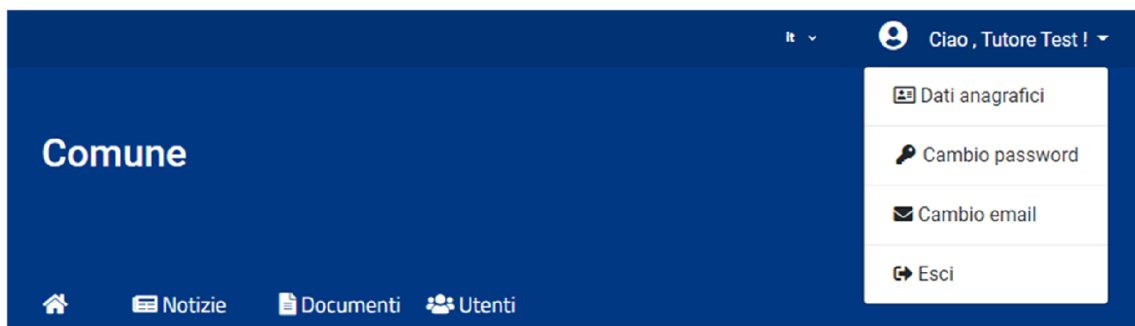 it
Ciao , Tutore Test !
Dati anagrafici
Comune
Cambio password
Cambio email
Esci
Notizie Documenti Utenti